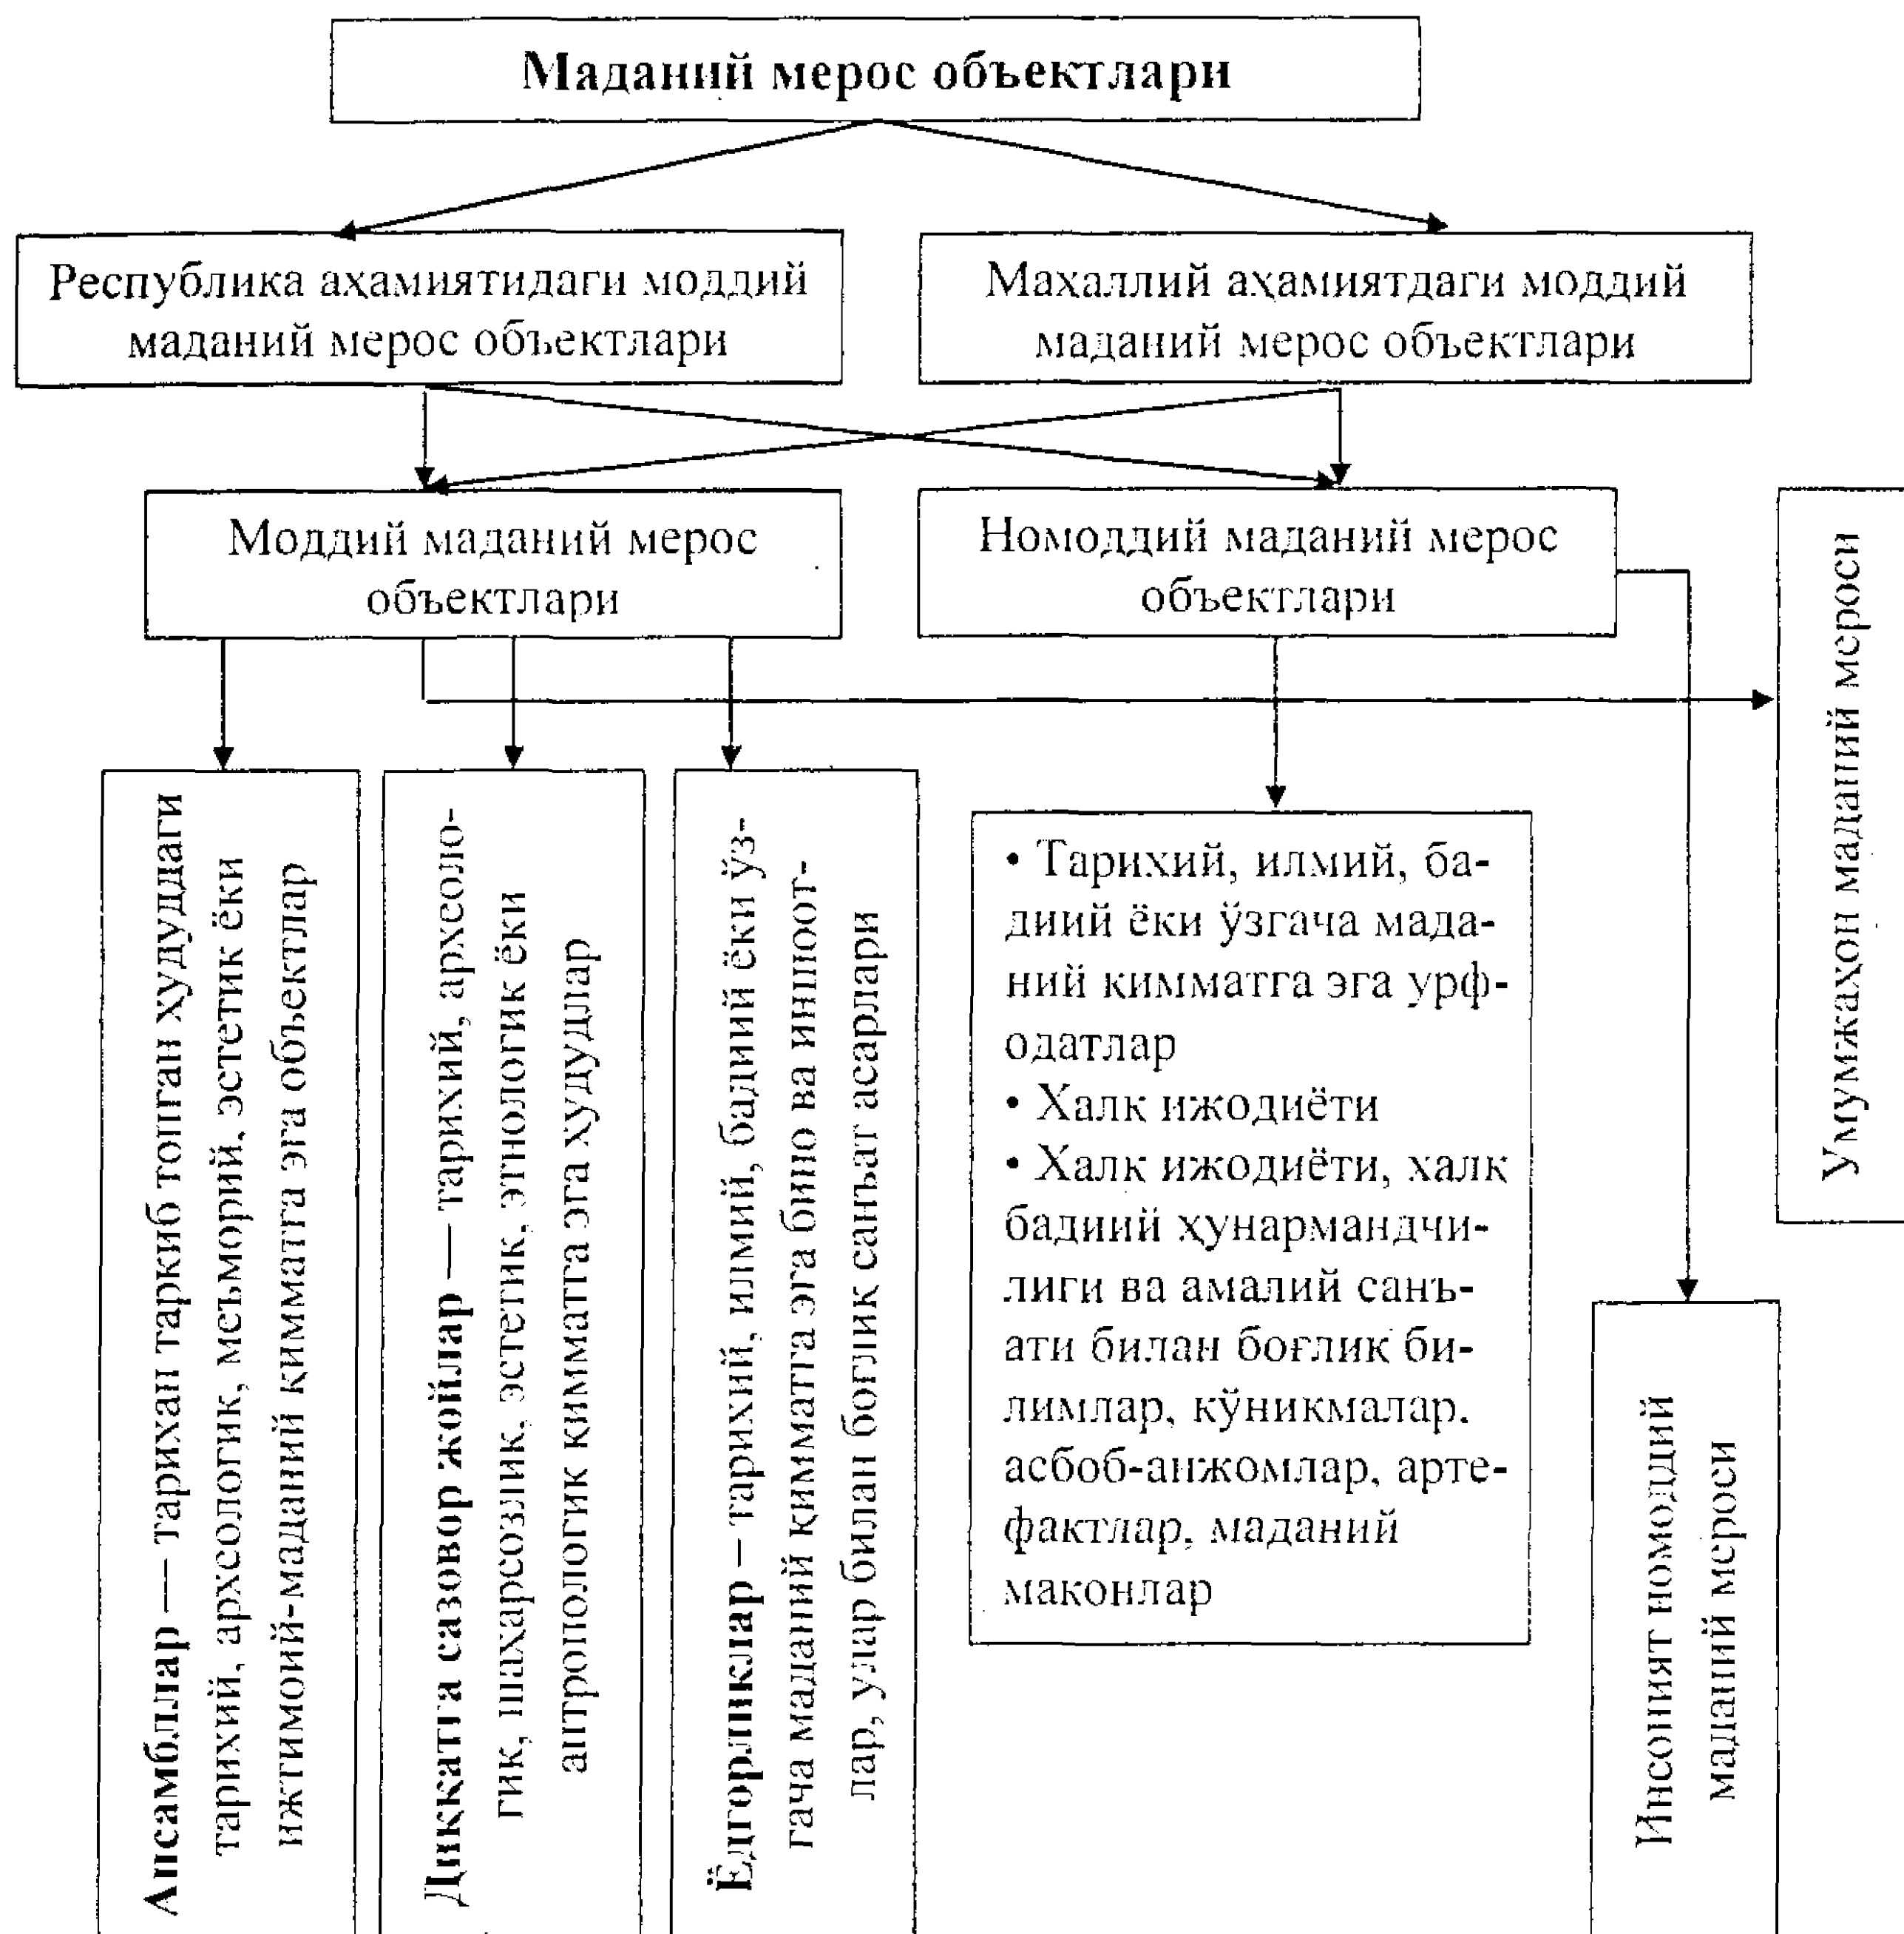 Маданий мерос объектлари
Республика аҳамиятидаги моддий
маданий мерос объектлари
Махаллий аҳамиятдаги моддий
маданий мерос объектлари
Моддий маданий мерос
объектлари
Номоддий маданий мерос
объектлари
Умумжаҳон маданий мероси
Ансамбллар — тарихан таркиб топган ҳудуддаги
тарихий, археологик, меъморий, эстетик ёки
ижтимоий-маданий кимматга эга объектлар
Диққатга сазовор жойлар — тарихий, археоло-
гик, шаҳарсозлик, эстетик, этнологик ёки
антропологик кимматга эга ҳудудлар
Ёдгорликлар – тарихий, илмий, бадиий ёки ўз-
гача маданий қимматга эга бино ва иншоот-
лар, улар билан боғлик санъат асарлари
• Тарихий, илмий, ба-
диий ёки ўзгача мада-
ний қимматга эга урф-
одатлар
• Халқ ижодиёти
• Халқ ижодиёти, халқ
бадиий ҳунармандчи-
лиги ва амалий санъ-
ати билан боғлиқ би-
лимлар, кўникмалар.
асбоб-анжомлар, арте-
фактлар, маданий
маконлар
Инсоният номоддий
маданий мероси